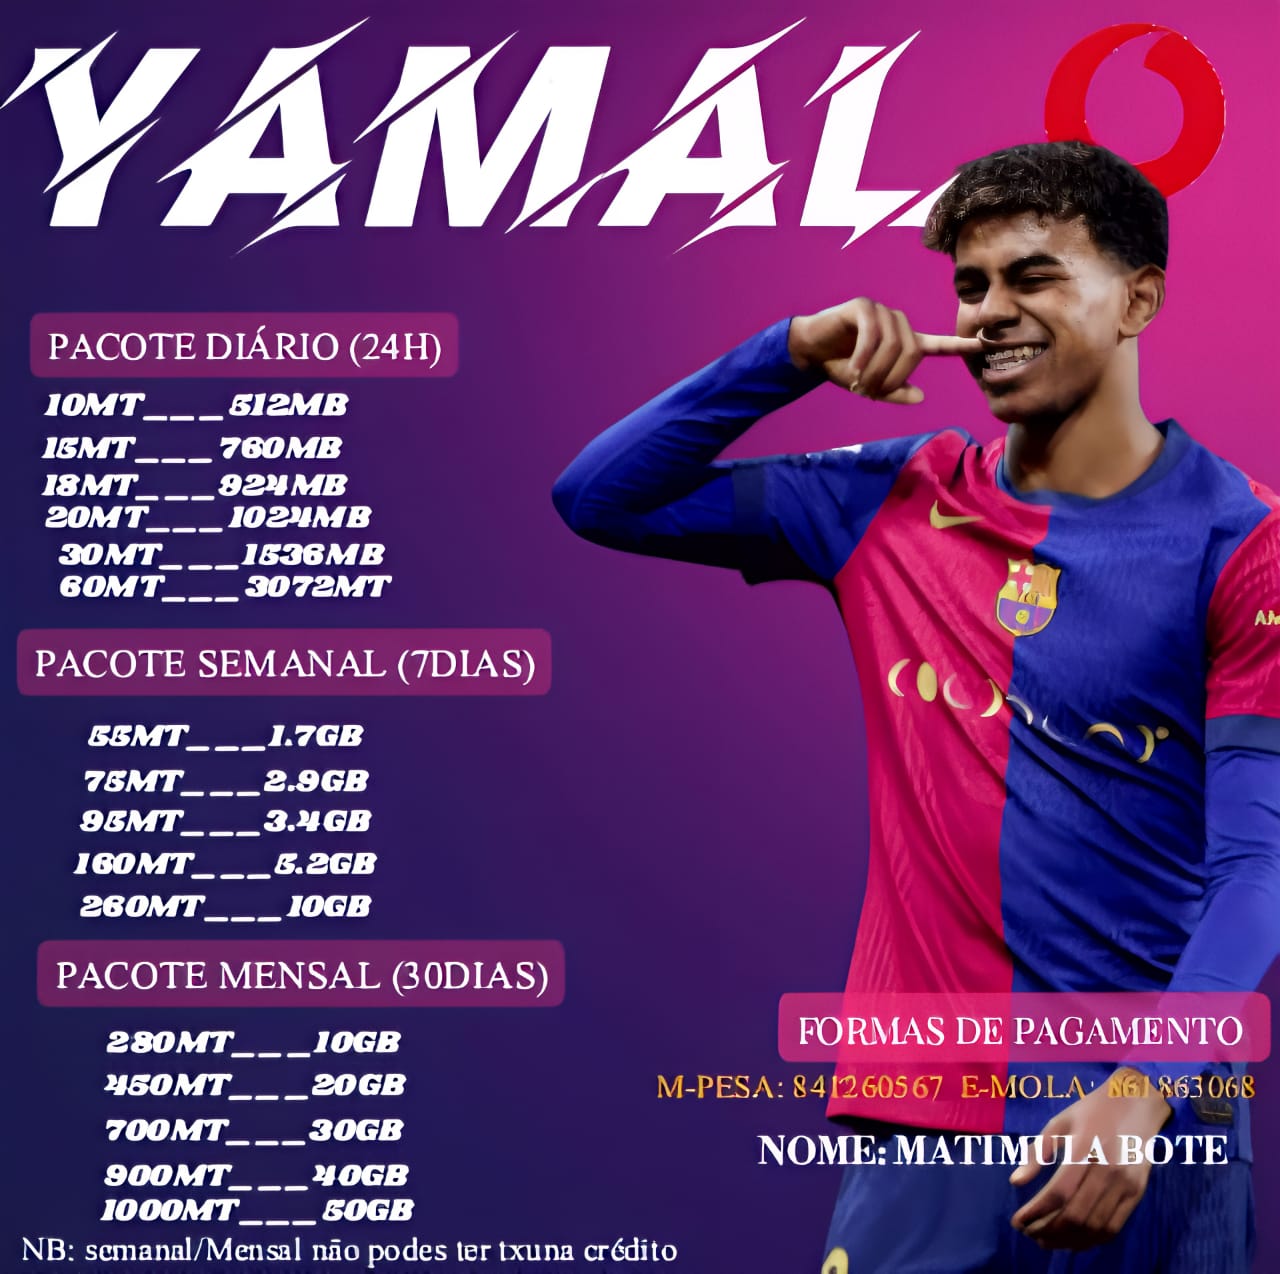 YAMAL
PACOTE DIÁRIO (24H)
10MT___512MB
15MT___760MB
18MT___924MB
20MT___1024MB
30MT___1536MB
60MT___3072MT
PACOTE SEMANAL (7DIAS)
55MT___1.7GB
75MT___2.9GB
95MT___3.4GB
160MT___5.2GB
260MT___10GB
PACOTE MENSAL (30DIAS)
280MT___10GB
450MT___20GB
700MT___30GB
900MT___40GB
1000MT___50GB
NB: semanal/Mensal não podes ter txuna crédito
FORMAS DE PAGAMENTO
M-PESA: 841260567 E-MOLA: 861863068
NOME: MATIMULA BOTE